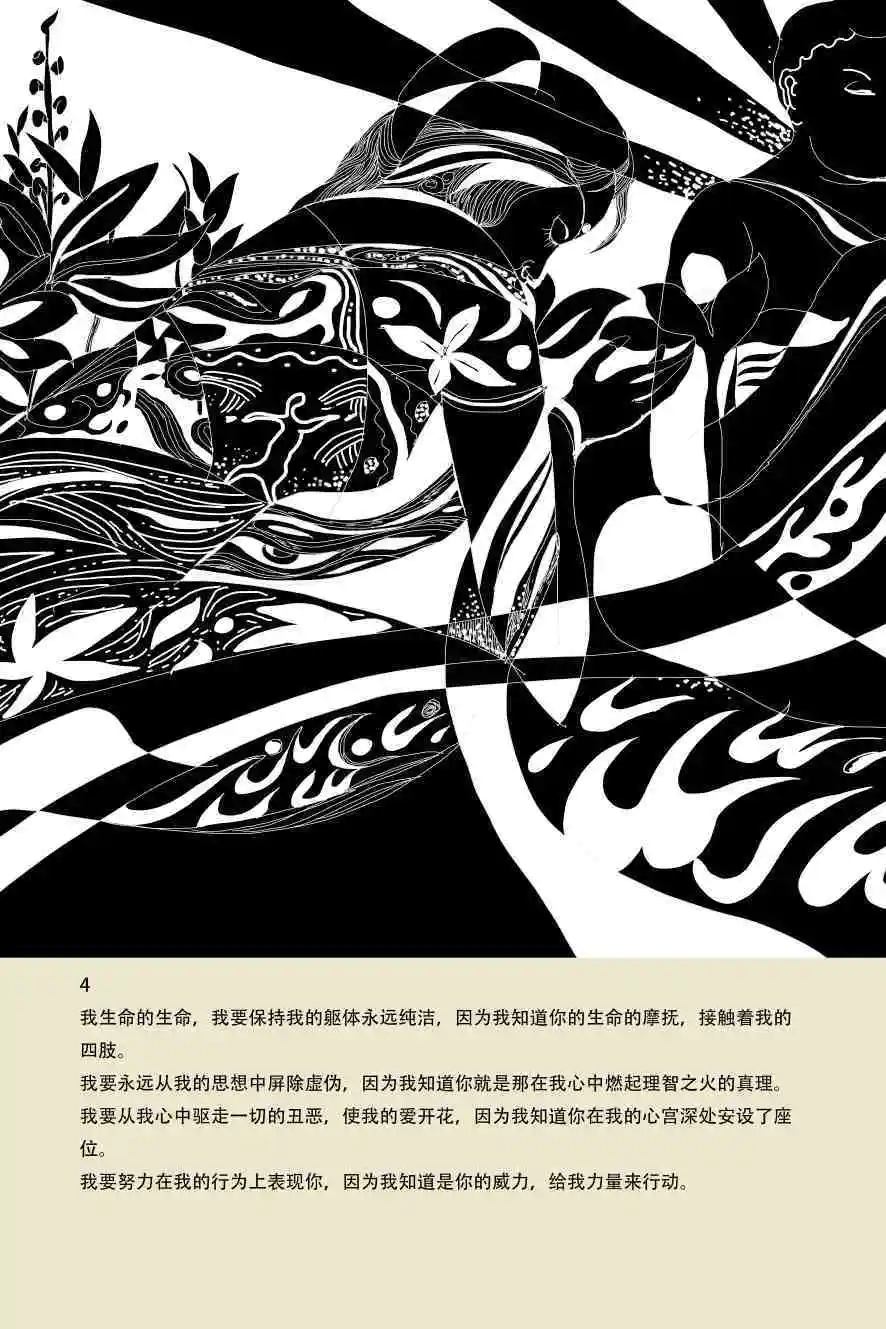 4
我生命的生命，我要保持我的躯体永远纯洁，因为我知道你的生命的摩抚，接触着我的
四肢。
我要永远从我的思想中屏除虚伪，因为我知道你就是那在我心中燃起理智之火的真理。
我要从我心中驱走一切的丑恶，使我的爱开花，因为我知道你在我的心宫深处安设了座
位。
我要努力在我的行为上表现你，因为我知道是你的威力，给我力量来行动。